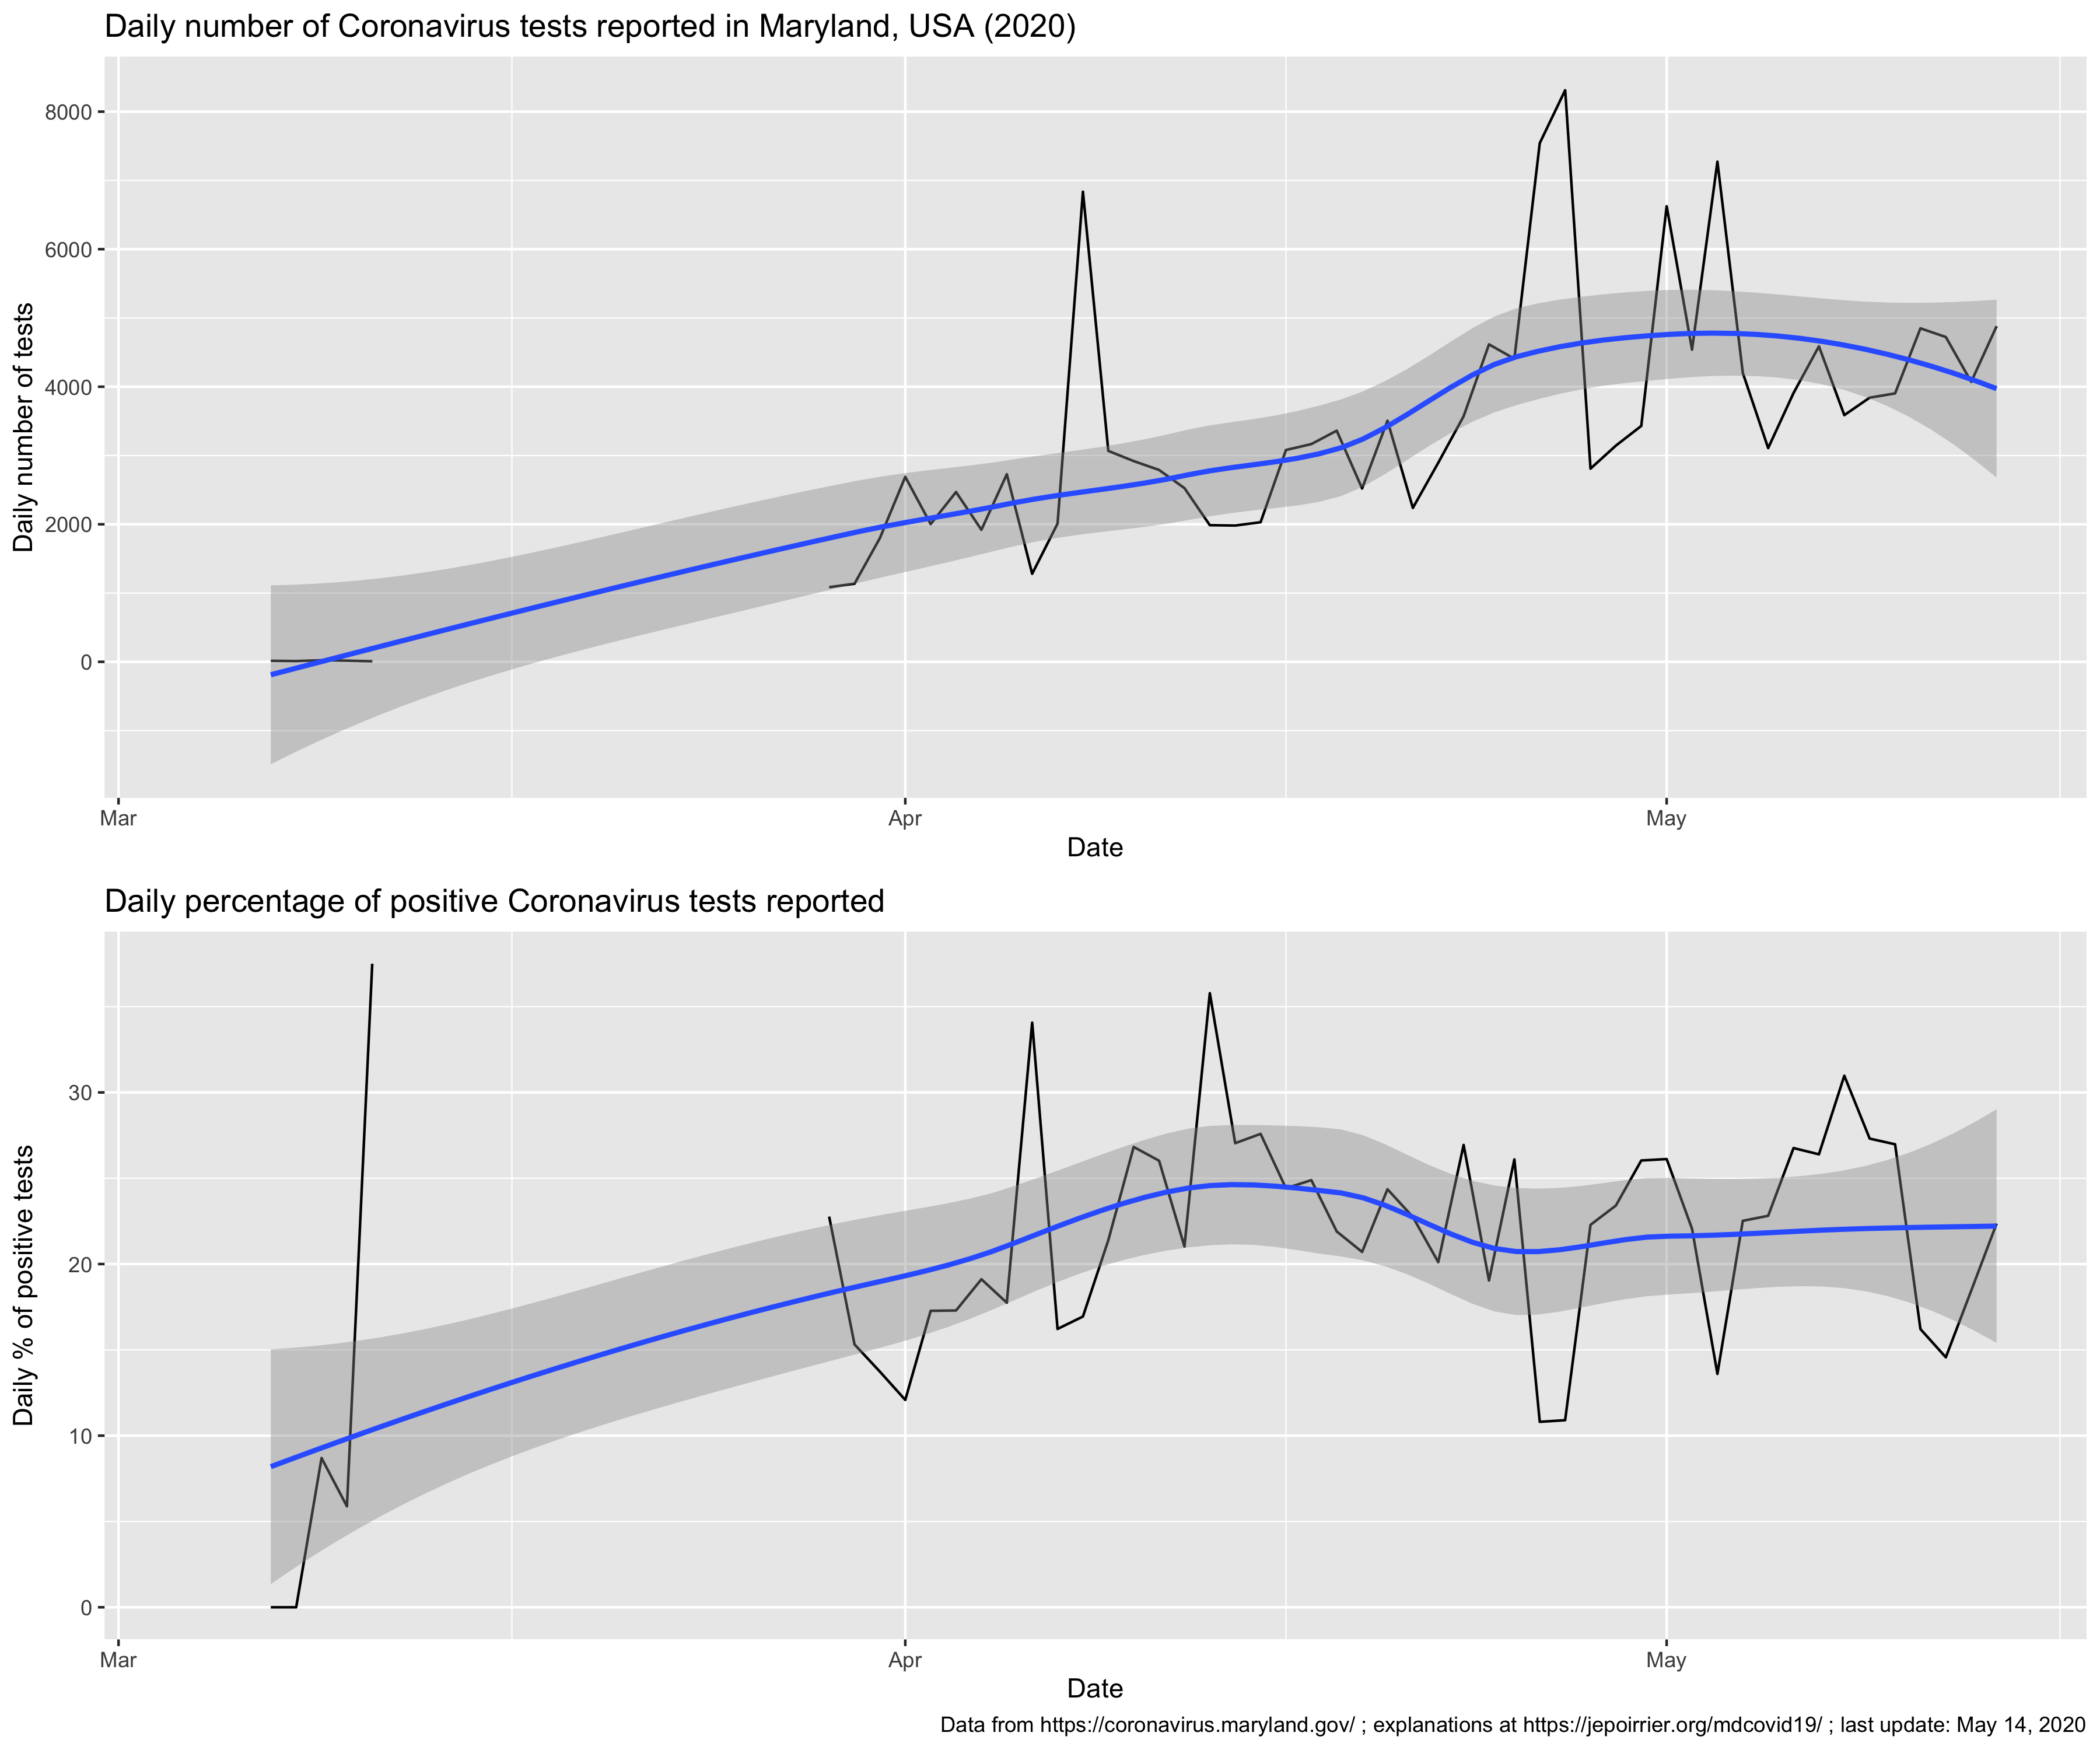 Daily number of Coronavirus tests reported in Maryland, USA (2020)
Daily number of tests
8000
6000
4000
2000
0
Mar
Apr
May
Date
Daily percentage of positive Coronavirus tests reported
Daily % of positive tests
30
20
10
0
Mar
Apr
May
Date
Data from https://coronavirus.maryland.gov/ ; explanations at https://jepoirrier.org/mdcovid19/ ; last update: May 14, 2020